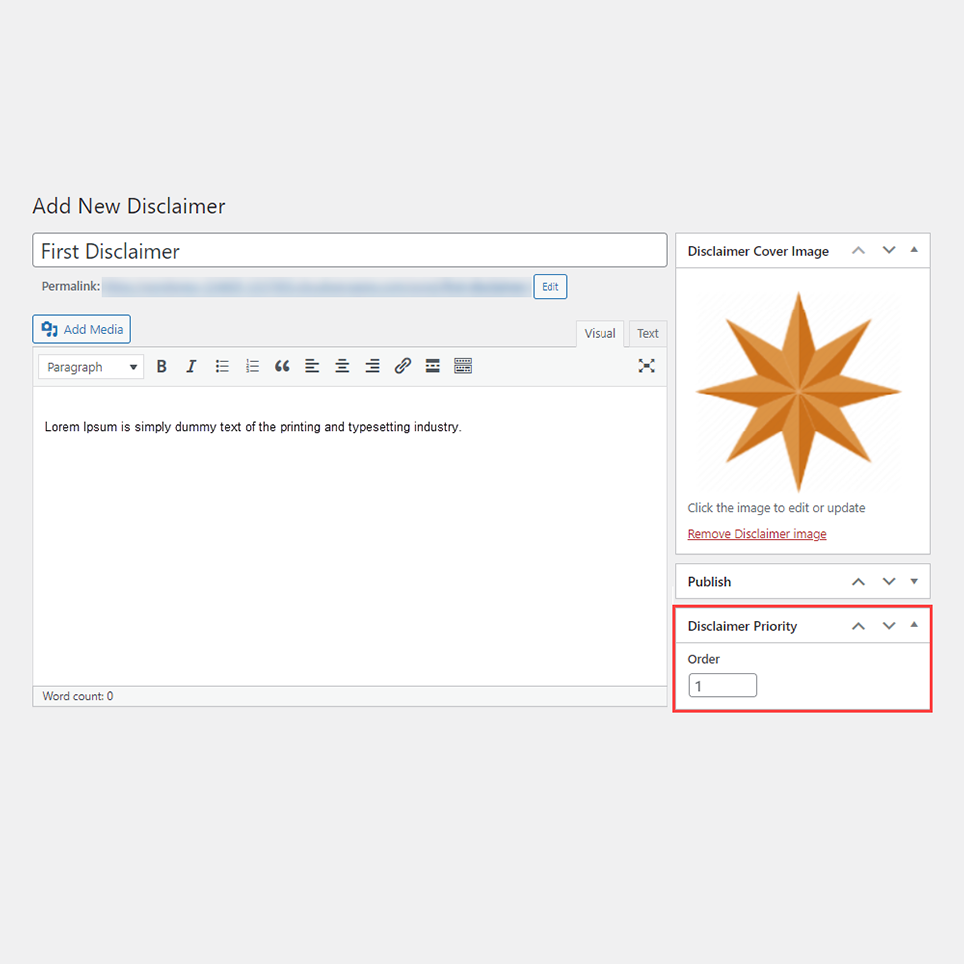 Add New Disclaimer
First Disclaimer
Permalink:
Edit
Add Media
Visual
Text
Paragraph
B
I
Lorem Ipsum is simply dummy text of the printing and typesetting industry.
Word count: 0
Disclaimer Cover Image
Click the image to edit or update
Remove Disclaimer image
Publish
Disclaimer Priority
Order
1